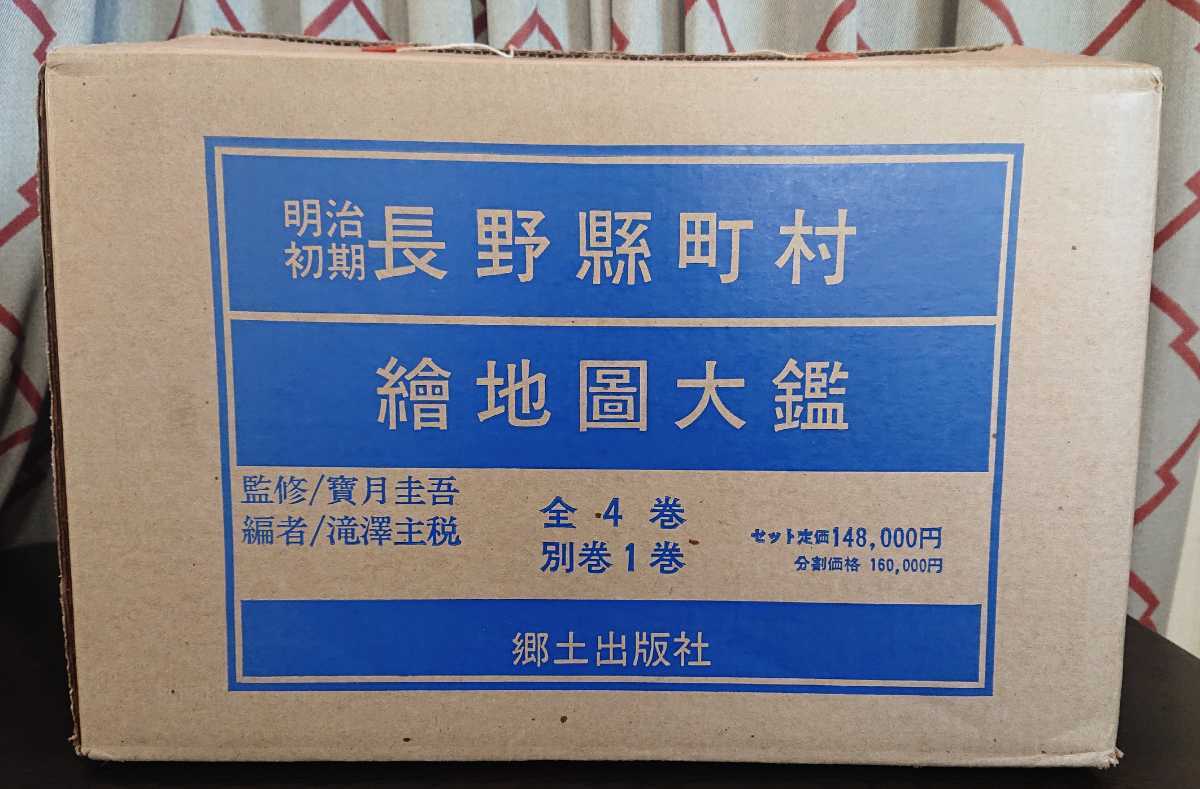 明治初期長野縣町村
繪地圖大鑑
監修/寶月圭吾
編者/滝澤主税
全4巻
別巻1巻
セット定価148,000円
分割価格 160,000円
郷土出版社